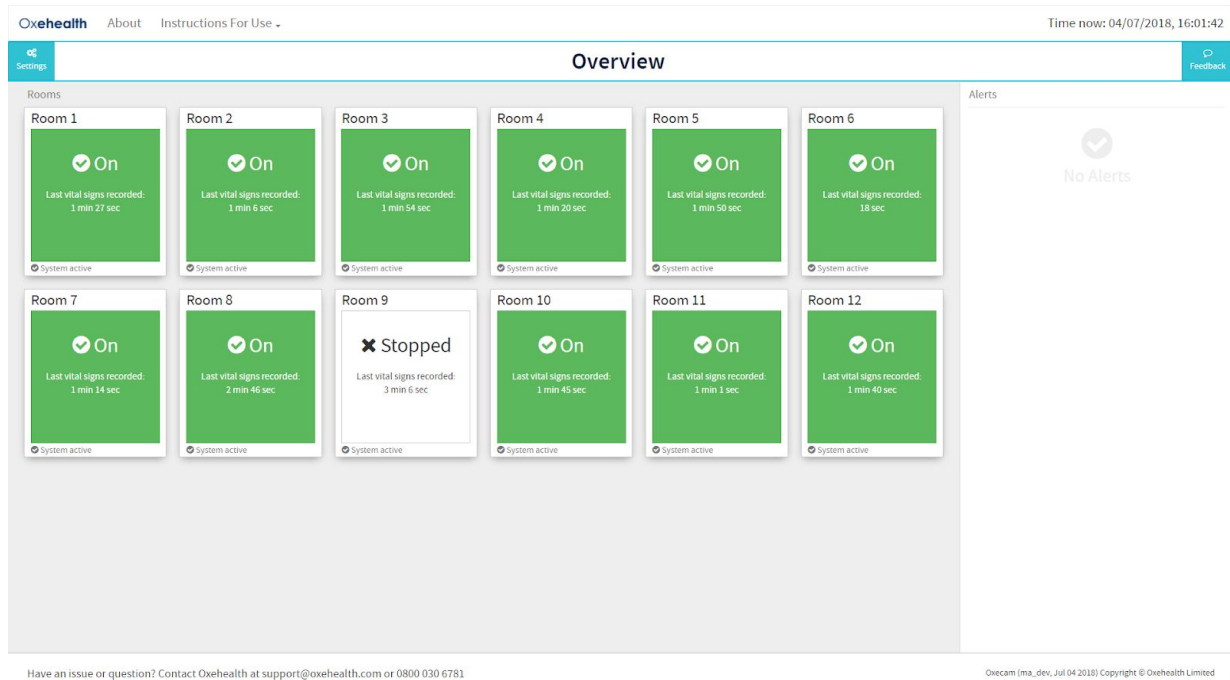 Oxehealth About Instructions For Use Time now: 04/07/2018, 16:01:42
Settings
Overview
Feedback
Rooms
Alerts
Room 1
On
Last vital signs recorded:
1 min 27 sec
System active
Room 2
On
Last vital signs recorded:
1 min 6 sec
System active
Room 3
On
Last vital signs recorded:
1 min 54 sec
System active
Room 4
On
Last vital signs recorded:
1 min 20 sec
System active
Room 5
On
Last vital signs recorded:
1 min 50 sec
System active
Room 6
On
Last vital signs recorded:
18 sec
System active
No Alerts
Room 7
On
Last vital signs recorded:
1 min 14 sec
System active
Room 8
On
Last vital signs recorded:
2 min 46 sec
System active
Room 9
Stopped
Last vital signs recorded:
3 min 6 sec
System active
Room 10
On
Last vital signs recorded:
1 min 45 sec
System active
Room 11
On
Last vital signs recorded:
1 min 1 sec
System active
Room 12
On
Last vital signs recorded:
1 min 40 sec
System active
Have an issue or question? Contact Oxehealth at support@oxehealth.com or 0800 030 6781
Oxecam (ma_dev, Jul 04 2018) Copyright © Oxehealth Limited